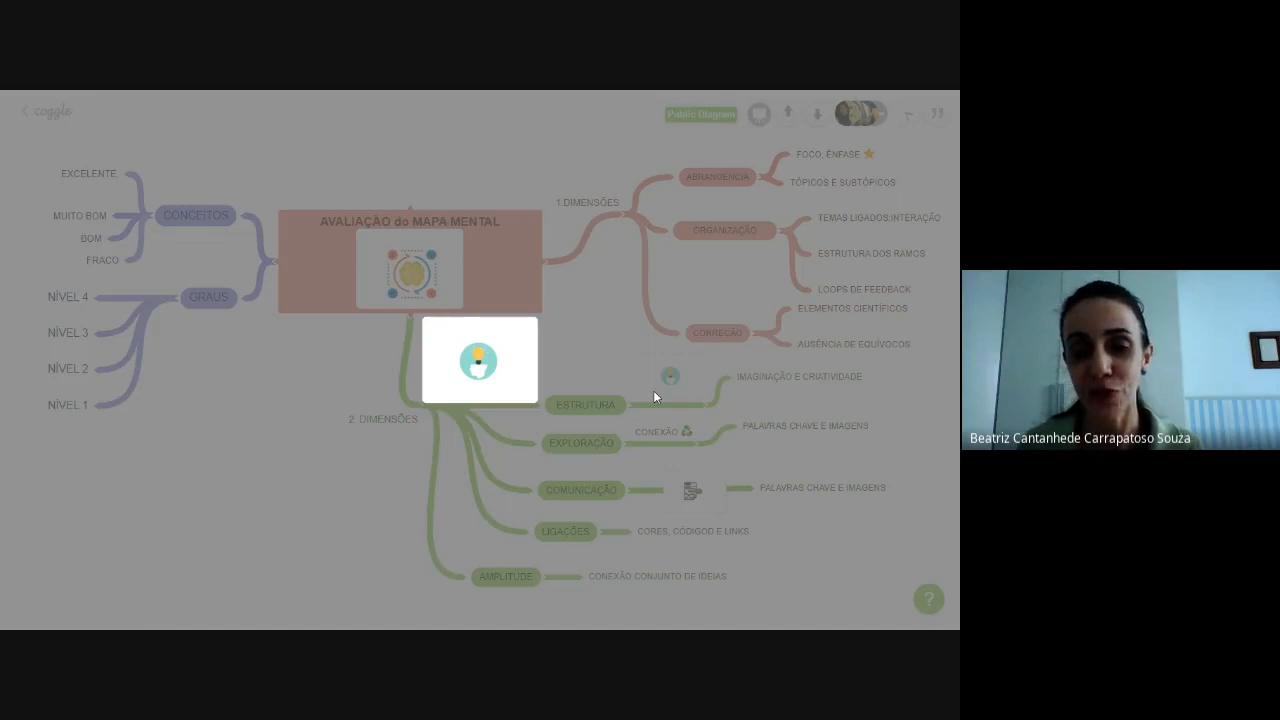 coggle
Public Diagram
EXCELENTE
MUITO BOM
BOM
FRACO
CONCEITOS
NÍVEL 4
NÍVEL 3
NÍVEL 2
NÍVEL 1
GRAUS
AVALIAÇÃO do MAPA MENTAL
1.DIMENSÕES
ABRANGENCIA
FOCO; ÊNFASE
TÓPICOS E SUBTÓPICOS
ORGANIZAÇÃO
TEMAS LIGADOS;INTERAÇÃO
ESTRUTURA DOS RAMOS
LOOPS DE FEEDBACK
CORREÇÃO
ELEMENTOS CIENTÍFICOS
AUSÊNCIA DE EQUÍVOCOS
2. DIMENSÕES
ESTRUTURA
IMAGINAÇÃO E CRIATIVIDADE
EXPLORAÇÃO
CONEXÃO
PALAVRAS CHAVE E IMAGENS
COMUNICAÇÃO
PALAVRAS CHAVE E IMAGENS
LIGAÇÕES
CORES, CÓDIGOD E LINKS
AMPLITUDE
CONEXÃO CONJUNTO DE IDEIAS
?
Beatriz Cantanhede Carrapatoso Souza